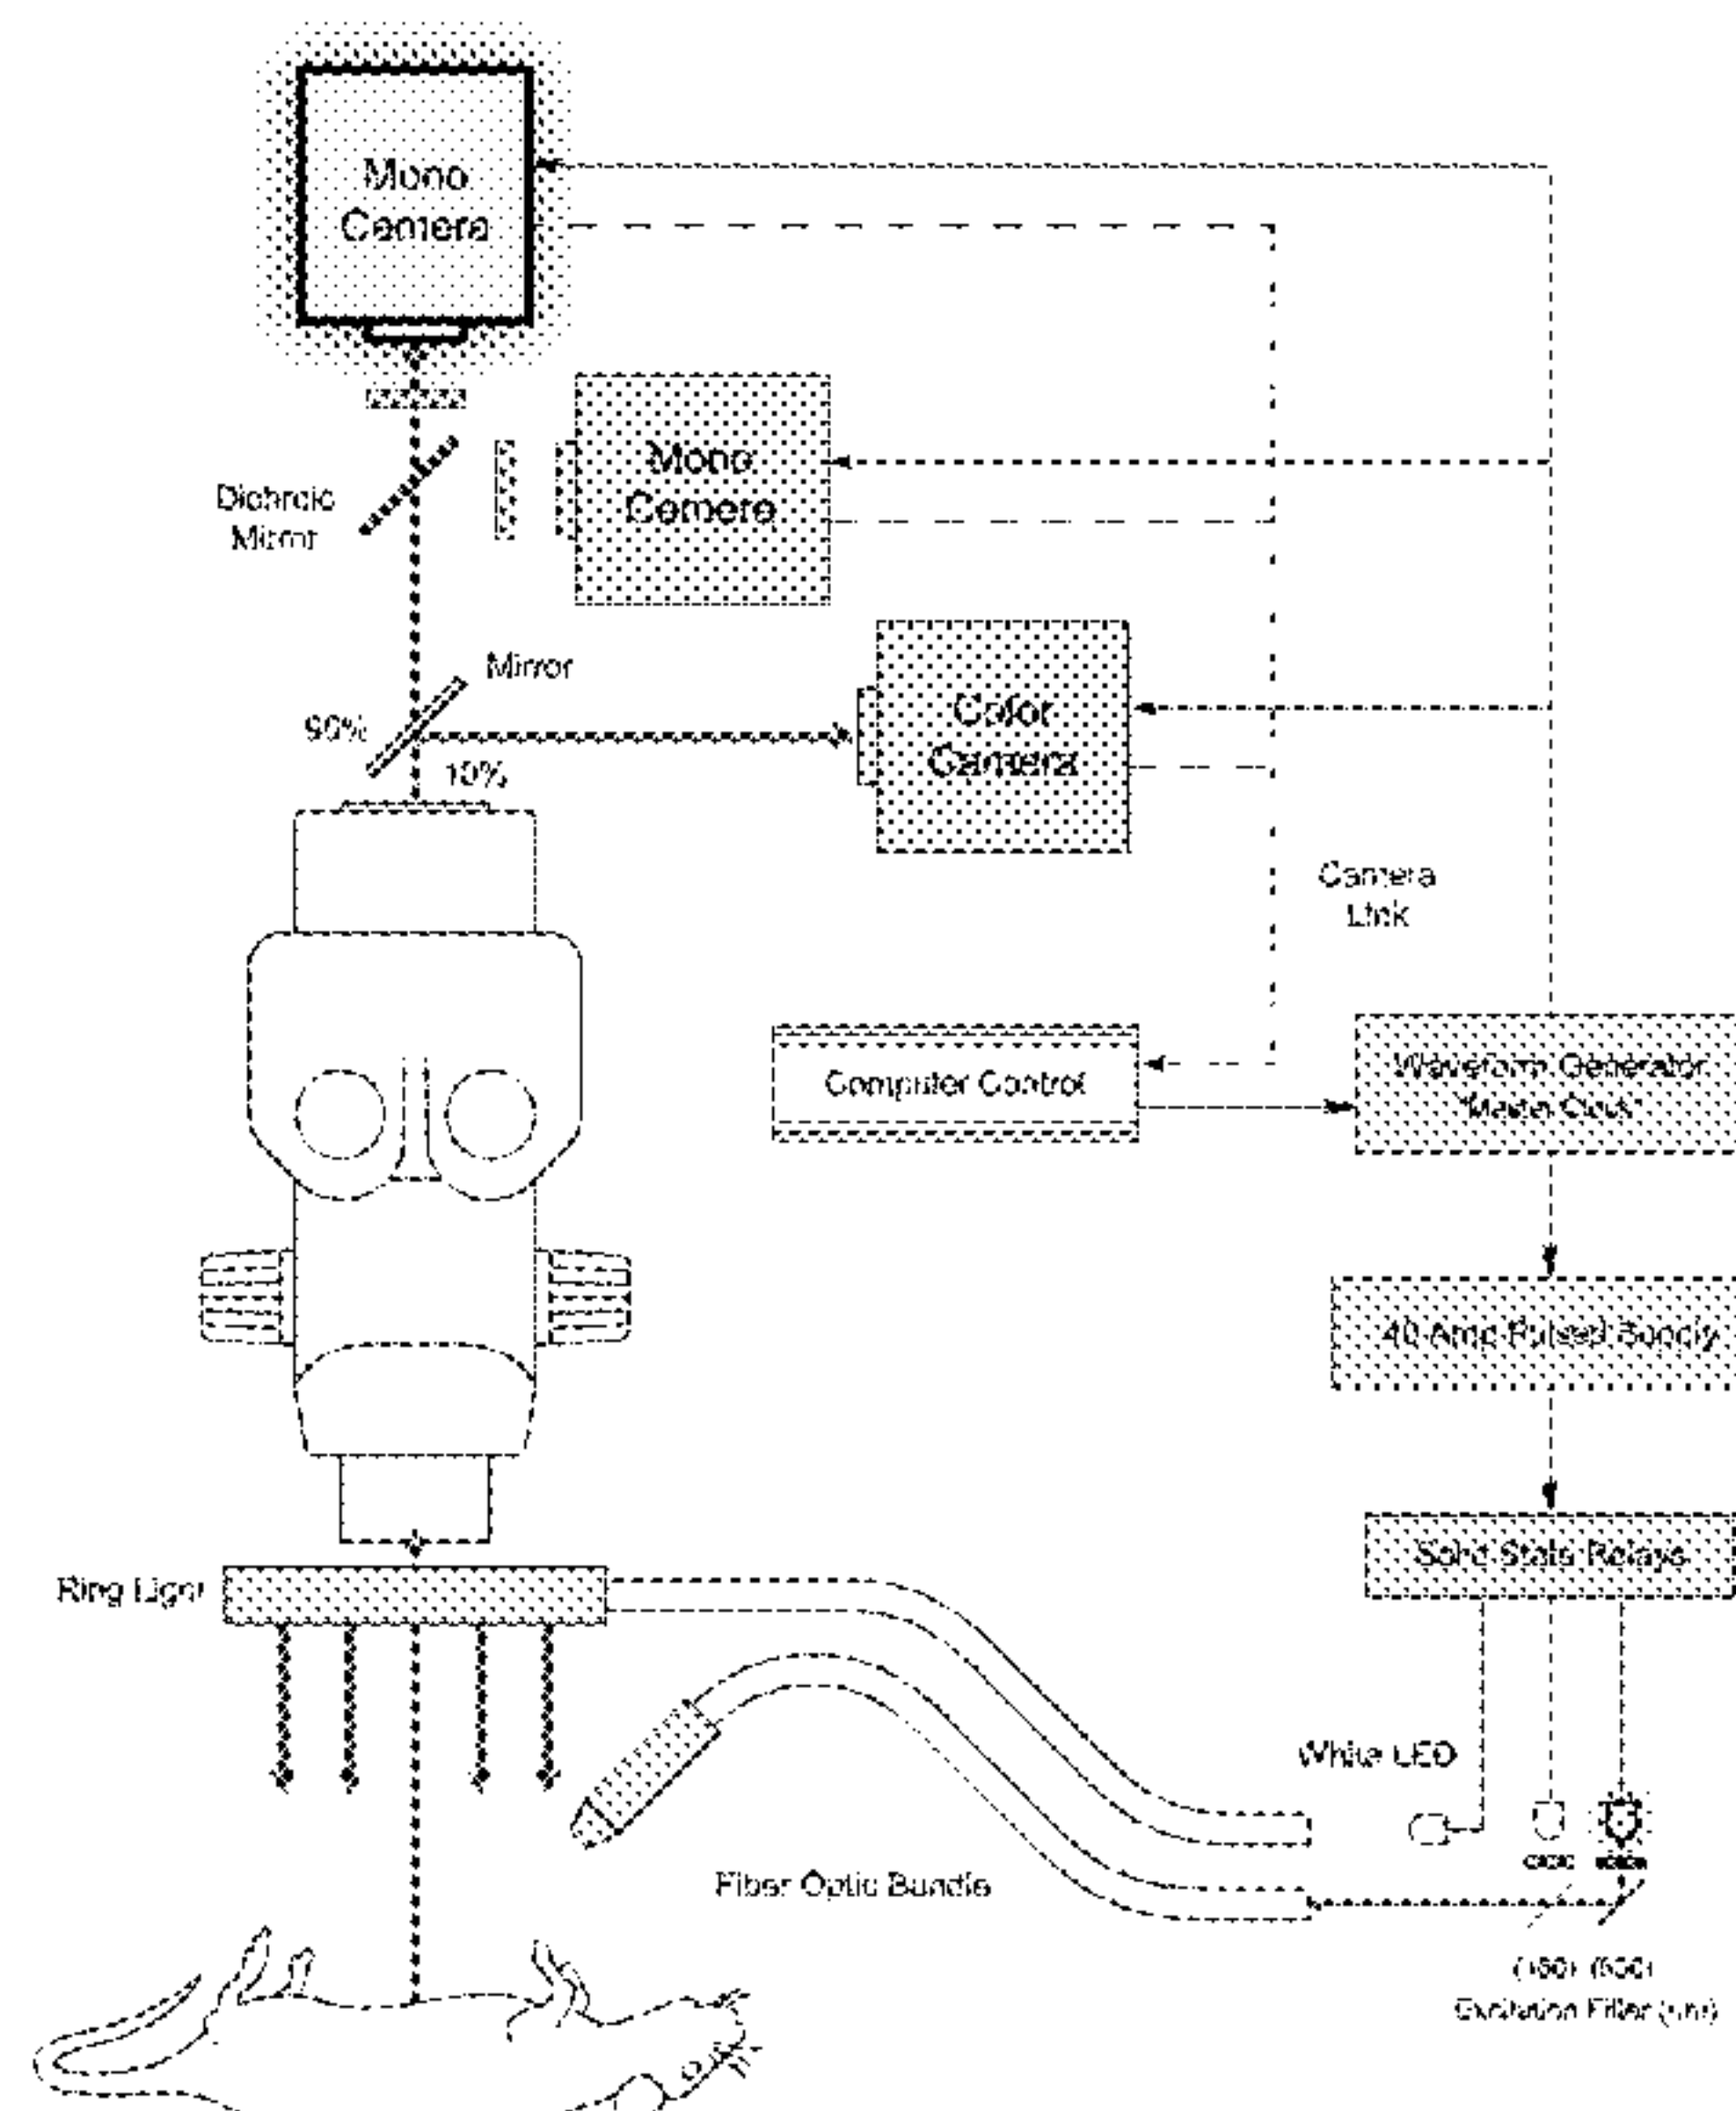 Mono
Camera
Mono
Camera
Dichroic
Mirror
Mirror
90%
10%
Color
Camera
Camera
Link
Computer Control
Waveform Generator
"Master Clock"
40 Amp Pulsed Supply
Solid State Relays
Ring Light
White LED
Fiber Optic Bundle
Excitation Filter (nm)